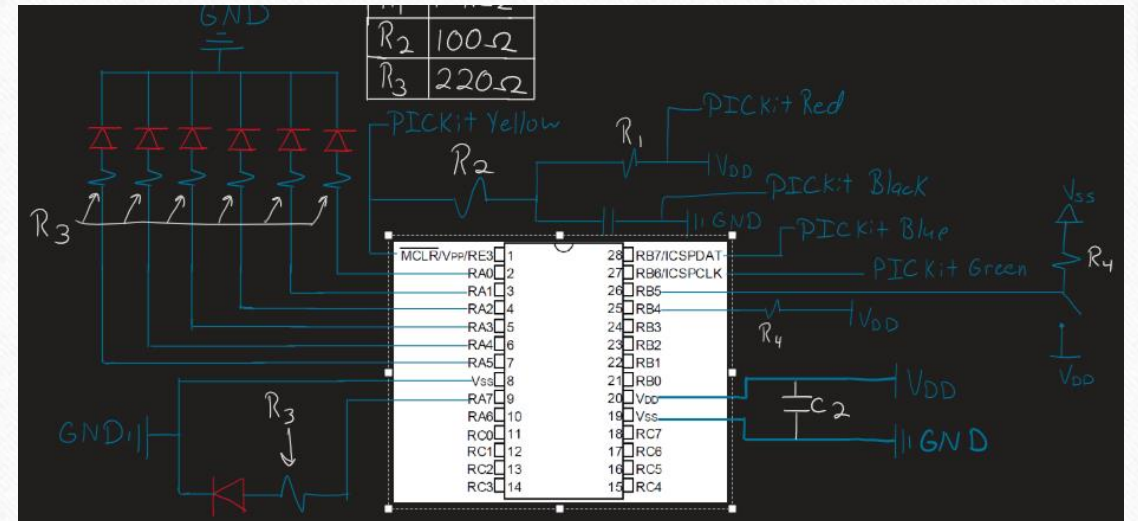 GND
R2 100Ω
R3 220Ω
PICKit Yellow
PICKit Red
R1
R2
VDD
PICKit Black
GND
PICKit Blue
PICKit Green
Vss
R4
R3
MCLR/VPP/RE3 1
RA0 2
RA1 3
RA2 4
RA3 5
RA4 6
RA5 7
Vss 8
RA7 9
RA6 10
RC0 11
RC1 12
RC2 13
RC3 14
28 RB7/ICSPDAT
27 RB6/ICSPCLK
26 RB5
25 RB4
24 RB3
23 RB2
22 RB1
21 RB0
20 VDD
19 Vss
18 RC7
17 RC6
16 RC5
15 RC4
R4
VDD
VDD
VDD
C2
GND
R3
GND